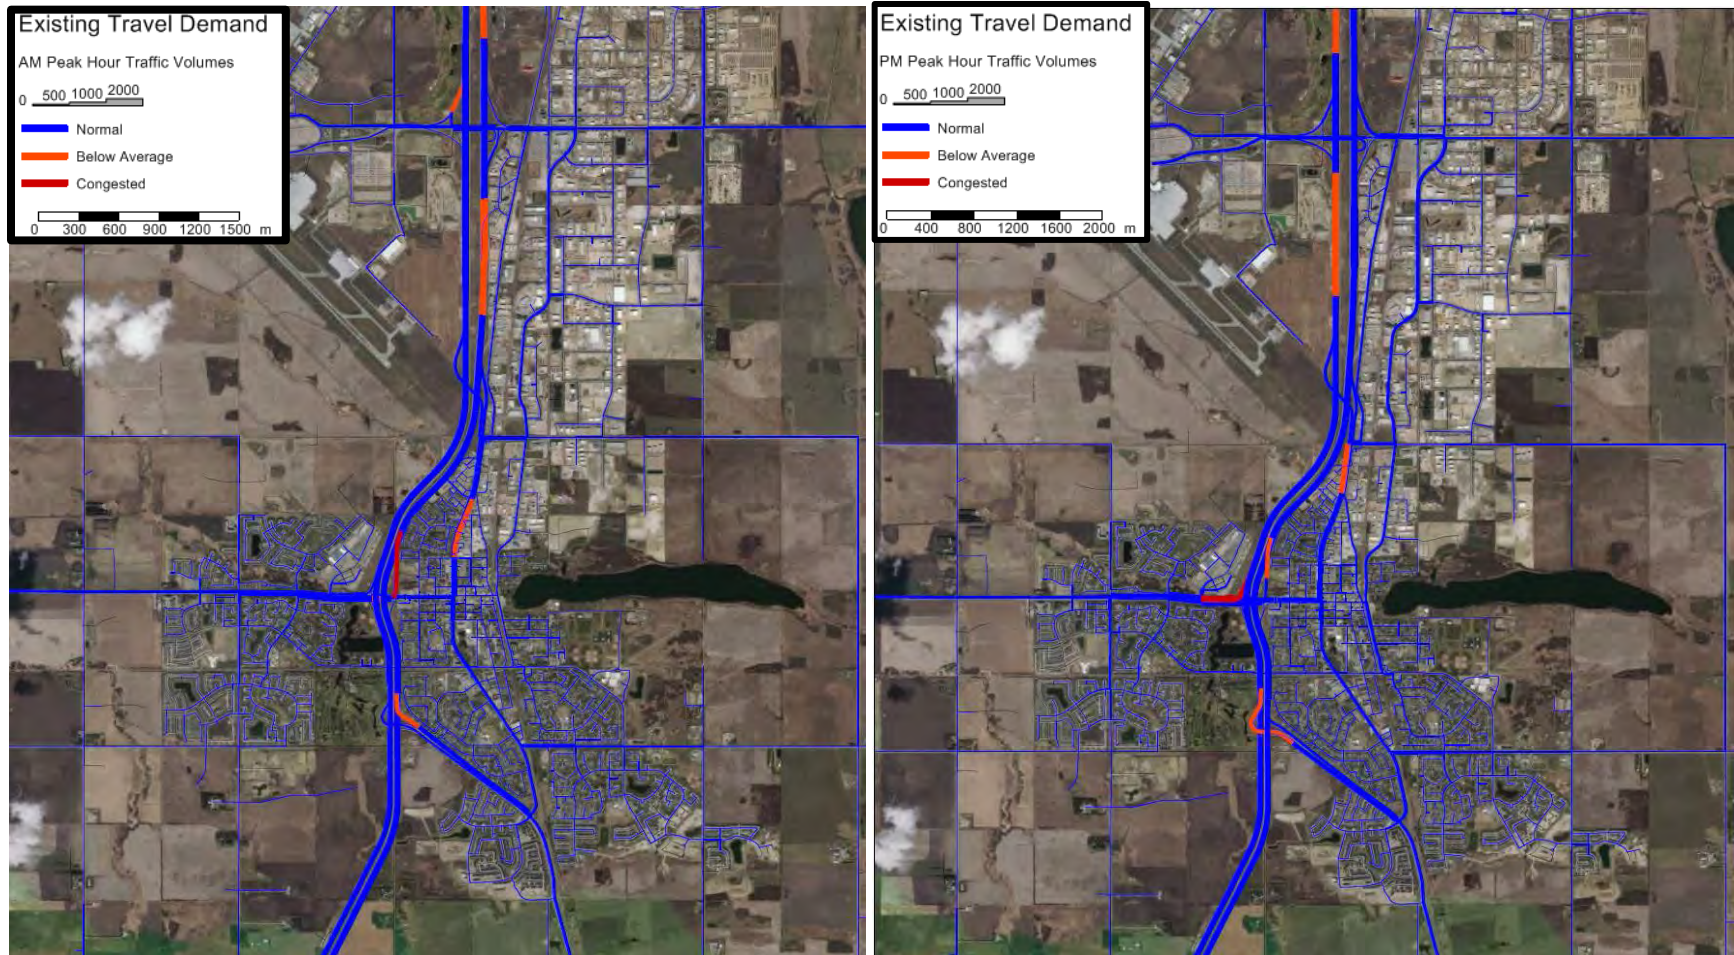 Existing Travel Demand
AM Peak Hour Traffic Volumes
0 500 1000 2000
Normal
Below Average
Congested
0 300 600 900 1200 1500 m
Existing Travel Demand
PM Peak Hour Traffic Volumes
0 500 1000 2000
Normal
Below Average
Congested
0 400 800 1200 1600 2000 m